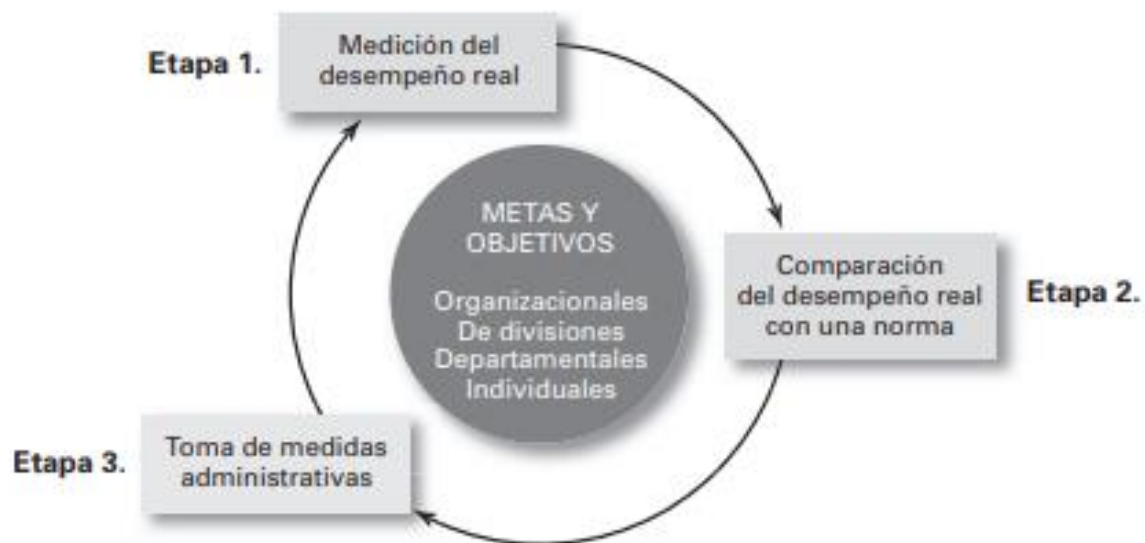 Etapa 1.
Medición del
desempeño real
METAS Y
OBJETIVOS
Organizacionales
De divisiones
Departamentales
Individuales
Comparación
del desempeño real
con una norma
Etapa 2.
Etapa 3.
Toma de medidas
administrativas